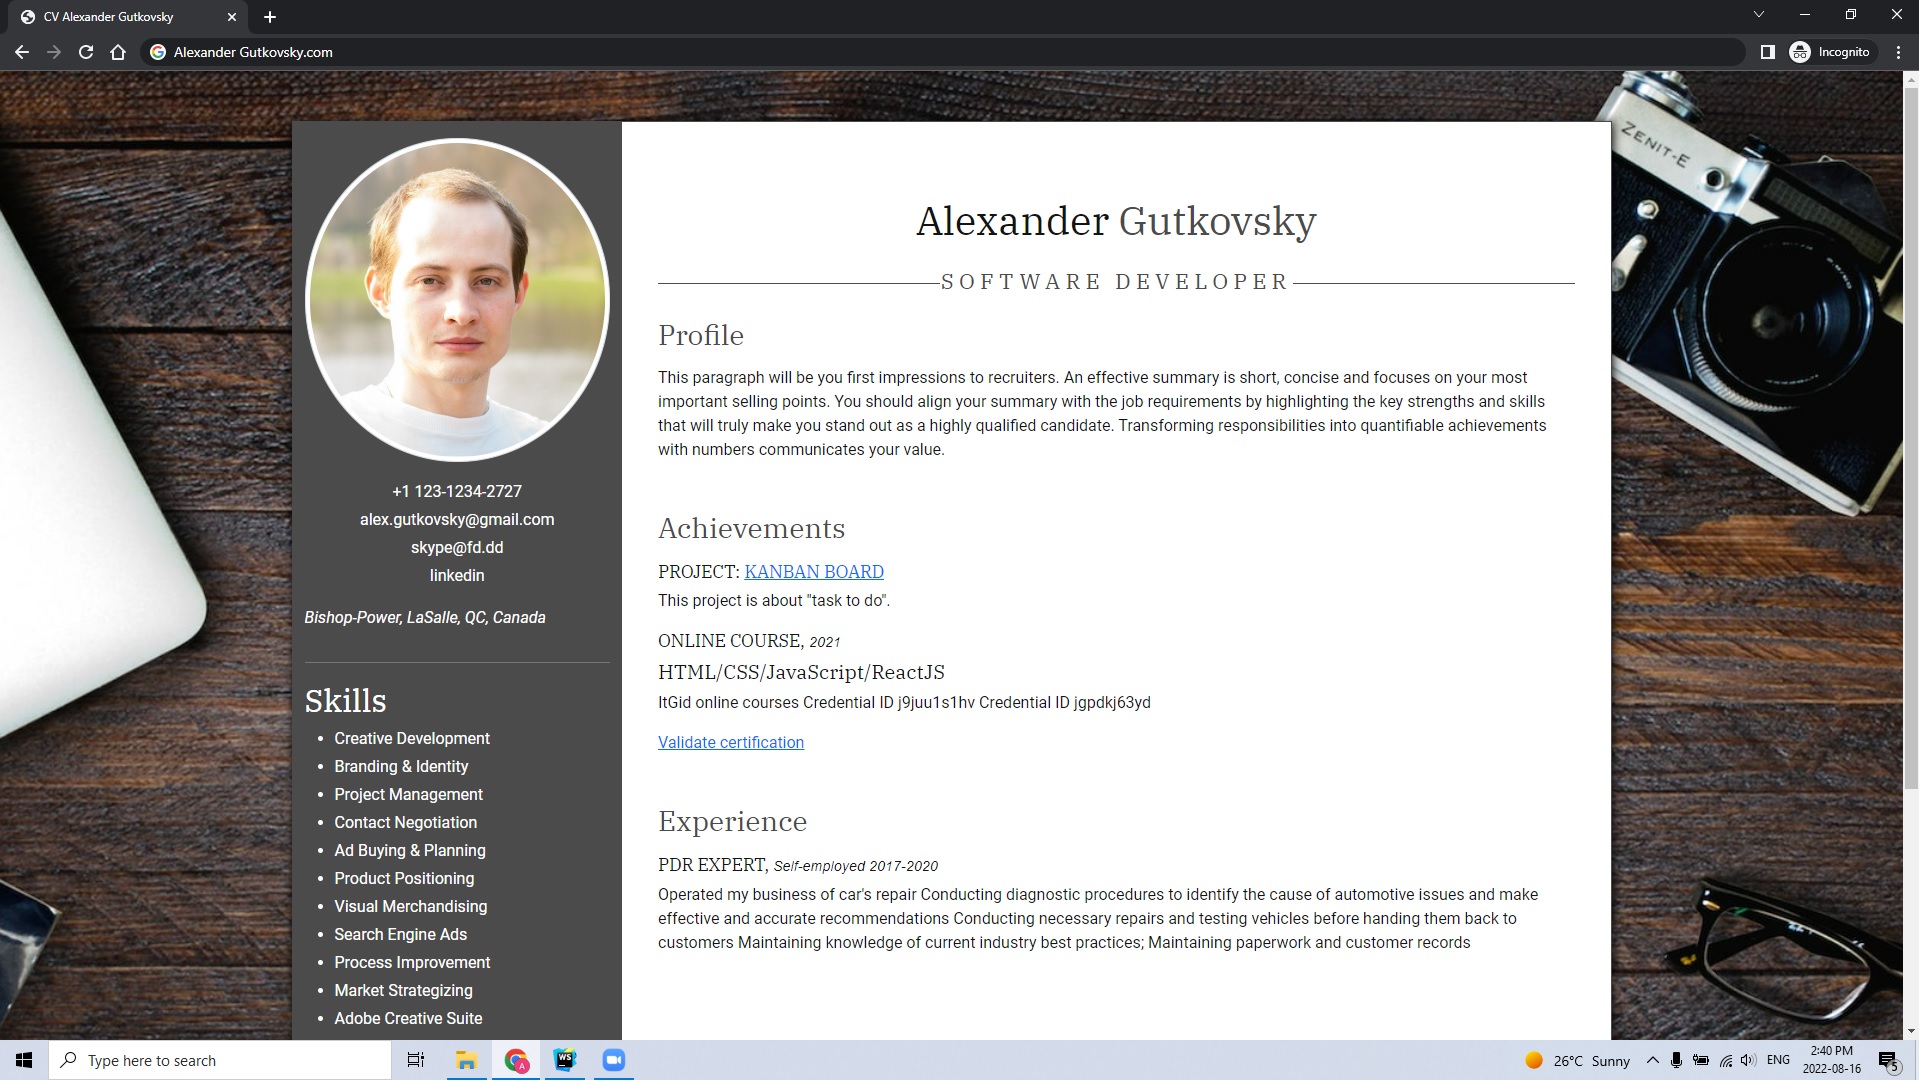 CV Alexander Gutkovsky
Alexander Gutkovsky.com
Incognito
ZENIT-E
+1 123-1234-2727
alex.gutkovsky@gmail.com
skype@fd.dd
linkedin
Bishop-Power, LaSalle, QC, Canada
Skills
Creative Development
Branding & Identity
Project Management
Contact Negotiation
Ad Buying & Planning
Product Positioning
Visual Merchandising
Search Engine Ads
Process Improvement
Market Strategizing
Adobe Creative Suite
Alexander Gutkovsky
SOFTWARE DEVELOPER
Profile
This paragraph will be you first impressions to recruiters. An effective summary is short, concise and focuses on your most
important selling points. You should align your summary with the job requirements by highlighting the key strengths and skills
that will truly make you stand out as a highly qualified candidate. Transforming responsibilities into quantifiable achievements
with numbers communicates your value.
Achievements
PROJECT: KANBAN BOARD
This project is about "task to do".
ONLINE COURSE, 2021
HTML/CSS/JavaScript/ReactJS
ItGid online courses Credential ID j9juu1s1hv Credential ID jgpdkj63yd
Validate certification
Experience
PDR EXPERT, Self-employed 2017-2020
Operated my business of car's repair Conducting diagnostic procedures to identify the cause of automotive issues and make
effective and accurate recommendations Conducting necessary repairs and testing vehicles before handing them back to
customers Maintaining knowledge of current industry best practices; Maintaining paperwork and customer records
Type here to search
WS
A
26°C Sunny
ENG
2:40 PM
2022-08-16
5